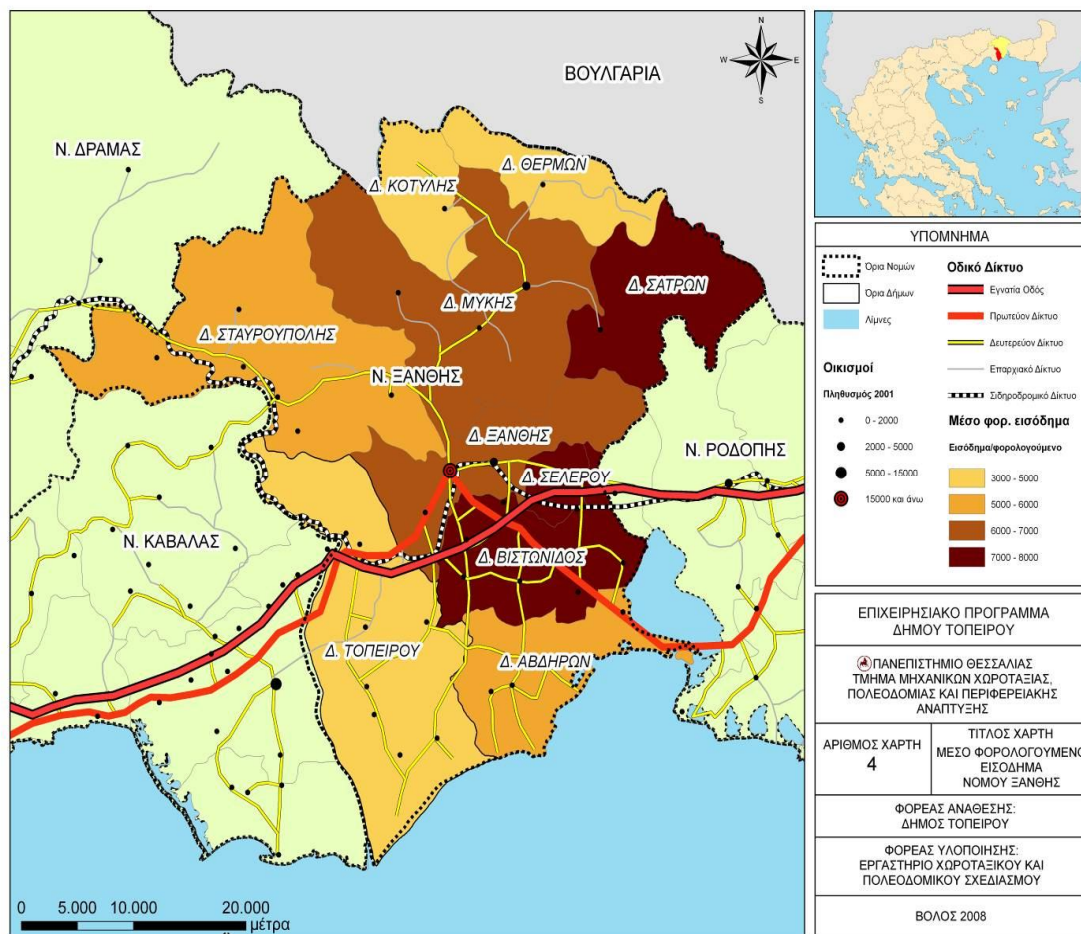 ΒΟΥΛΓΑΡΙΑ
N
W
E
S
Ν. ΔΡΑΜΑΣ
Δ. ΘΕΡΜΩΝ
Δ. ΚΟΤΥΛΗΣ
Δ. ΣΑΤΡΩΝ
Δ. ΜΥΚΗΣ
Δ. ΣΤΑΥΡΟΥΠΟΛΗΣ
Ν. ΞΑΝΘΗΣ
Δ. ΞΑΝΘΗΣ
Ν. ΡΟΔΟΠΗΣ
Δ. ΣΕΛΕΡΟΥ
Ν. ΚΑΒΑΛΑΣ
Δ. ΒΙΣΤΩΝΙΔΟΣ
Δ. ΤΟΠΕΙΡΟΥ
Δ. ΑΒΔΗΡΩΝ
0 5.000 10.000 20.000
μέτρα
ΥΠΟΜΝΗΜΑ
Όρια Νομών
Όρια Δήμων
Λίμνες
Οικισμοί
Πληθυσμός 2001
0 - 2000
2000 - 5000
5000 - 15000
15000 και άνω
Οδικό Δίκτυο
Εγνατία Οδός
Πρωτεύον Δίκτυο
Δευτερεύον Δίκτυο
Επαρχιακό Δίκτυο
Σιδηροδρομικό Δίκτυο
Μέσο φορ. εισόδημα
Εισόδημα/φορολογούμενο
3000 - 5000
5000 - 6000
6000 - 7000
7000 - 8000
ΕΠΙΧΕΙΡΗΣΙΑΚΟ ΠΡΟΓΡΑΜΜΑ
ΔΗΜΟΥ ΤΟΠΕΙΡΟΥ
ΠΑΝΕΠΙΣΤΗΜΙΟ ΘΕΣΣΑΛΙΑΣ
ΤΜΗΜΑ ΜΗΧΑΝΙΚΩΝ ΧΩΡΟΤΑΞΙΑΣ,
ΠΟΛΕΟΔΟΜΙΑΣ ΚΑΙ ΠΕΡΙΦΕΡΕΙΑΚΗΣ
ΑΝΑΠΤΥΞΗΣ
ΑΡΙΘΜΟΣ ΧΑΡΤΗ
4
ΤΙΤΛΟΣ ΧΑΡΤΗ
ΜΕΣΟ ΦΟΡΟΛΟΓΟΥΜΕΝΟ
ΕΙΣΟΔΗΜΑ
ΝΟΜΟΥ ΞΑΝΘΗΣ
ΦΟΡΕΑΣ ΑΝΑΘΕΣΗΣ:
ΔΗΜΟΣ ΤΟΠΕΙΡΟΥ
ΦΟΡΕΑΣ ΥΛΟΠΟΙΗΣΗΣ:
ΕΡΓΑΣΤΗΡΙΟ ΧΩΡΟΤΑΞΙΚΟΥ ΚΑΙ
ΠΟΛΕΟΔΟΜΙΚΟΥ ΣΧΕΔΙΑΣΜΟΥ
ΒΟΛΟΣ 2008